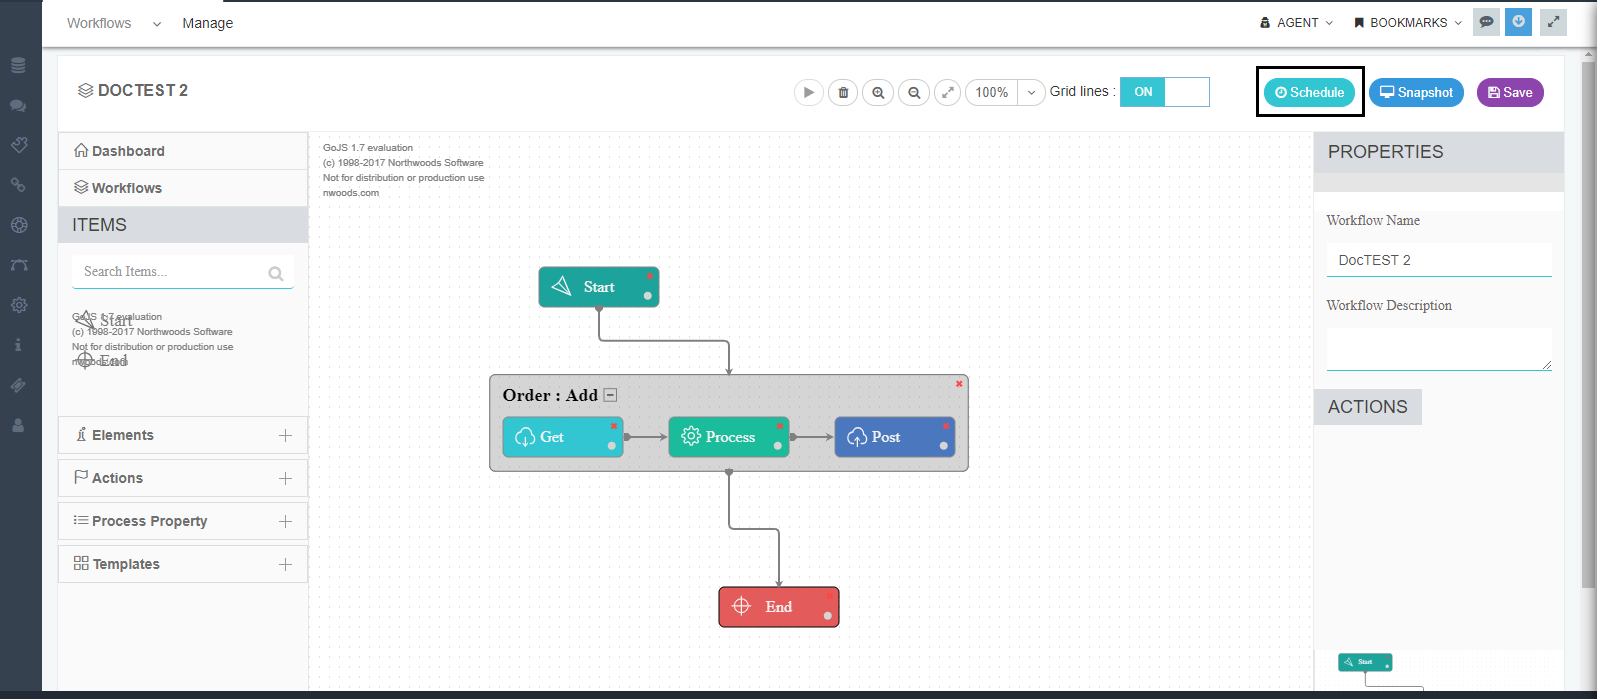 Workflows Manage
AGENT BOOKMARKS
DOCTEST 2
100% Grid lines : ON
Schedule Snapshot Save
Dashboard
Workflows
ITEMS
Search Items...
GoJS 1.7 evaluation
(c) 1998-2017 Northwoods Software
Not for distribution or production use
nwoods.com
Start
End
Elements
Actions
Process Property
Templates
GoJS 1.7 evaluation
(c) 1998-2017 Northwoods Software
Not for distribution or production use
nwoods.com
Start
Order : Add
Get Process Post
End
PROPERTIES
Workflow Name
DocTEST 2
Workflow Description
ACTIONS
Start